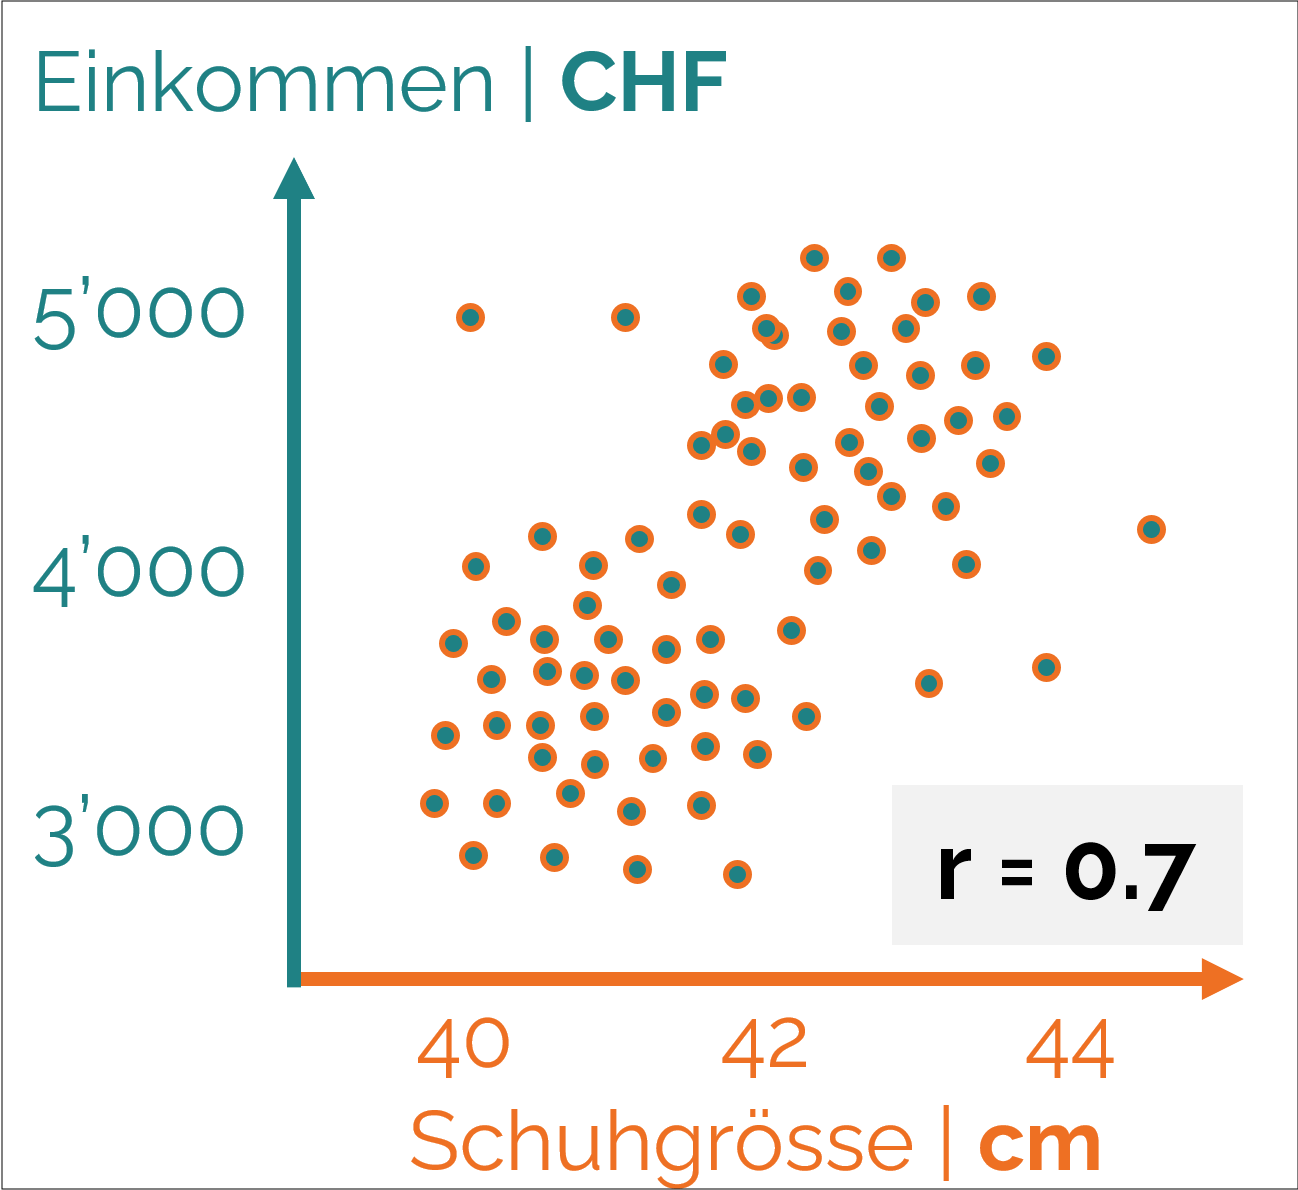 Einkommen | CHF
5’000
4’000
3’000
r = 0.7
40 42 44
Schuhgrösse | cm